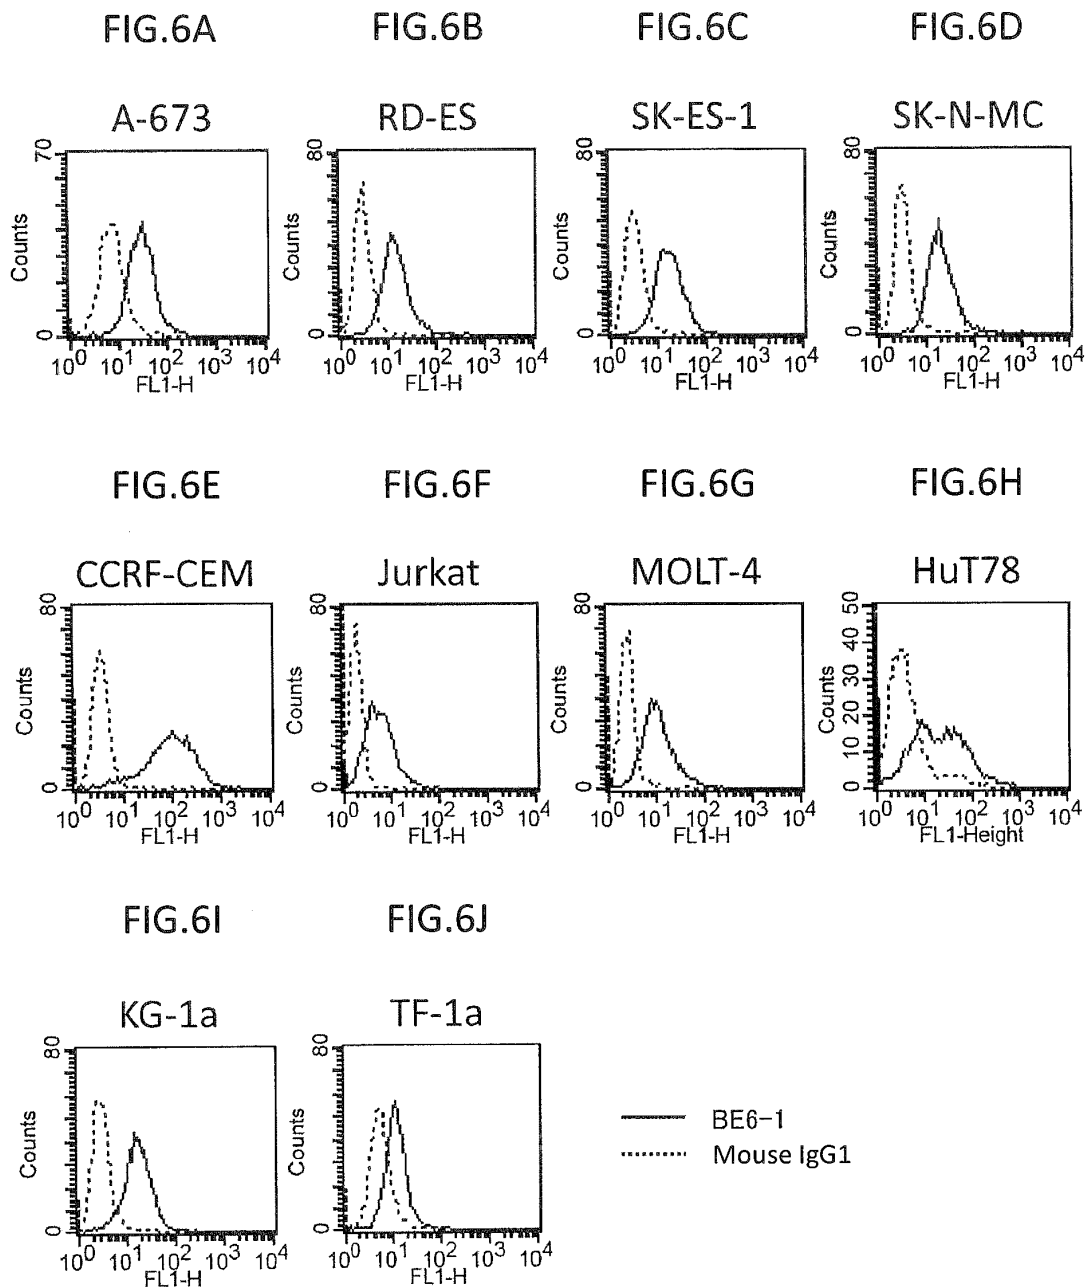 FIG.6A FIG.6B FIG.6C FIG.6D
A-673 RD-ES SK-ES-1 SK-N-MC
70 80 80 80
Counts Counts Counts Counts
0 0 0 0
10^0 10^1 10^2 10^3 10^4 10^0 10^1 10^2 10^3 10^4 10^0 10^1 10^2 10^3 10^4 10^0 10^1 10^2 10^3 10^4
FL1-H FL1-H FL1-H FL1-H
FIG.6E FIG.6F FIG.6G FIG.6H
CCRF-CEM Jurkat MOLT-4 HuT78
80 80 80 50
40
30
Counts Counts Counts Counts
20
10
0 0 0 0
10^0 10^1 10^2 10^3 10^4 10^0 10^1 10^2 10^3 10^4 10^0 10^1 10^2 10^3 10^4 10^0 10^1 10^2 10^3 10^4
FL1-H FL1-H FL1-H FL1-Height
FIG.6I FIG.6J
KG-1a TF-1a
80 80
Counts Counts
0 0
10^0 10^1 10^2 10^3 10^4 10^0 10^1 10^2 10^3 10^4
FL1-H FL1-H
BE6-1
Mouse IgG1